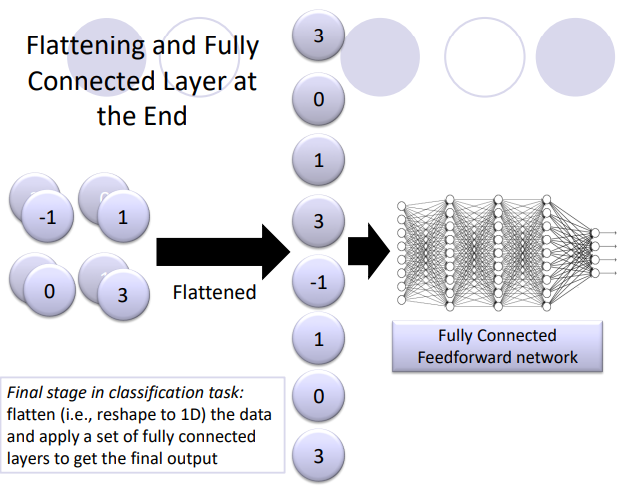 Flattening and Fully
Connected Layer at
the End
3
0
1
3
-1
1
0
3
-1
1
0
3
Flattened
Fully Connected
Feedforward network
Final stage in classification task:
flatten (i.e., reshape to 1D) the data
and apply a set of fully connected
layers to get the final output